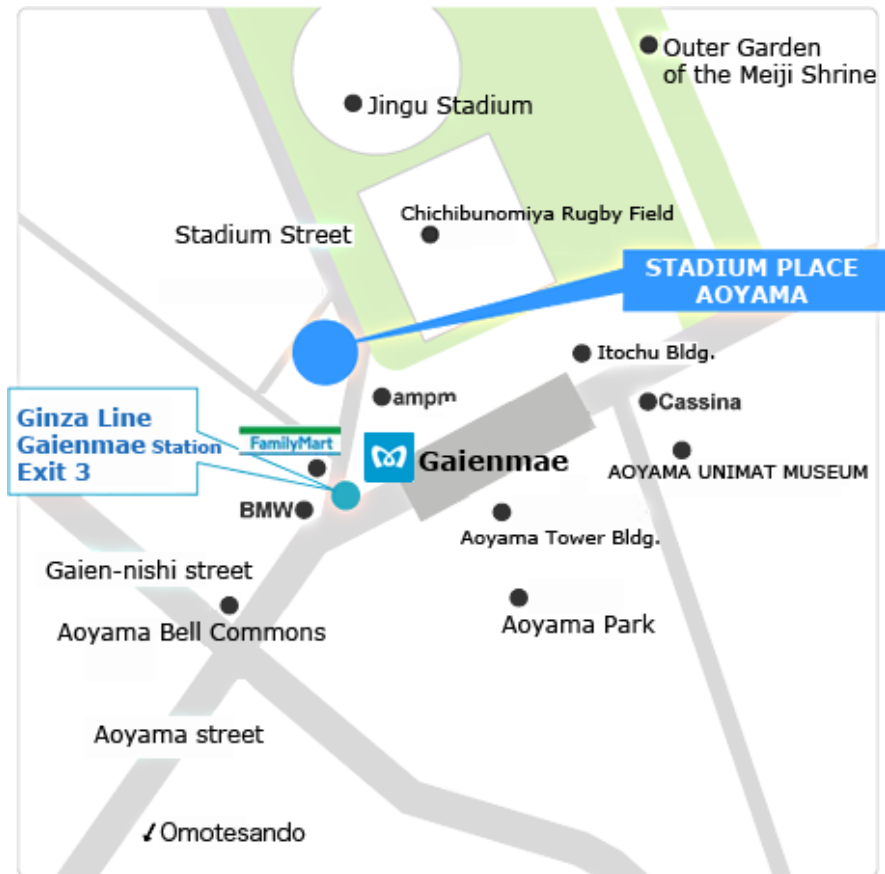 Outer Garden
of the Meiji Shrine
Jingu Stadium
Chichibunomiya Rugby Field
Stadium Street
STADIUM PLACE
AOYAMA
Itochu Bldg.
ampm
Cassina
Ginza Line
Gaienmae Station
Exit 3
FamilyMart
Gaienmae
AOYAMA UNIMAT MUSEUM
BMW
Aoyama Tower Bldg.
Gaien-nishi street
Aoyama Bell Commons
Aoyama Park
Aoyama street
Omotesando